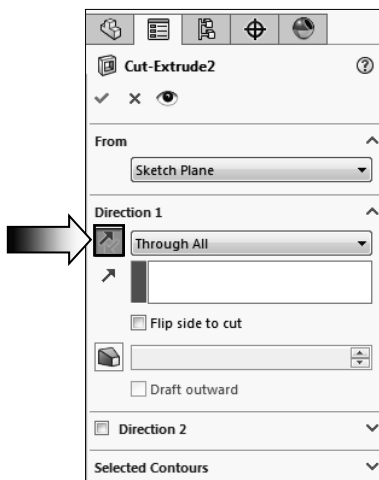 Cut-Extrude2
?
From
Sketch Plane
Direction 1
Through All
Flip side to cut
Draft outward
Direction 2
Selected Contours